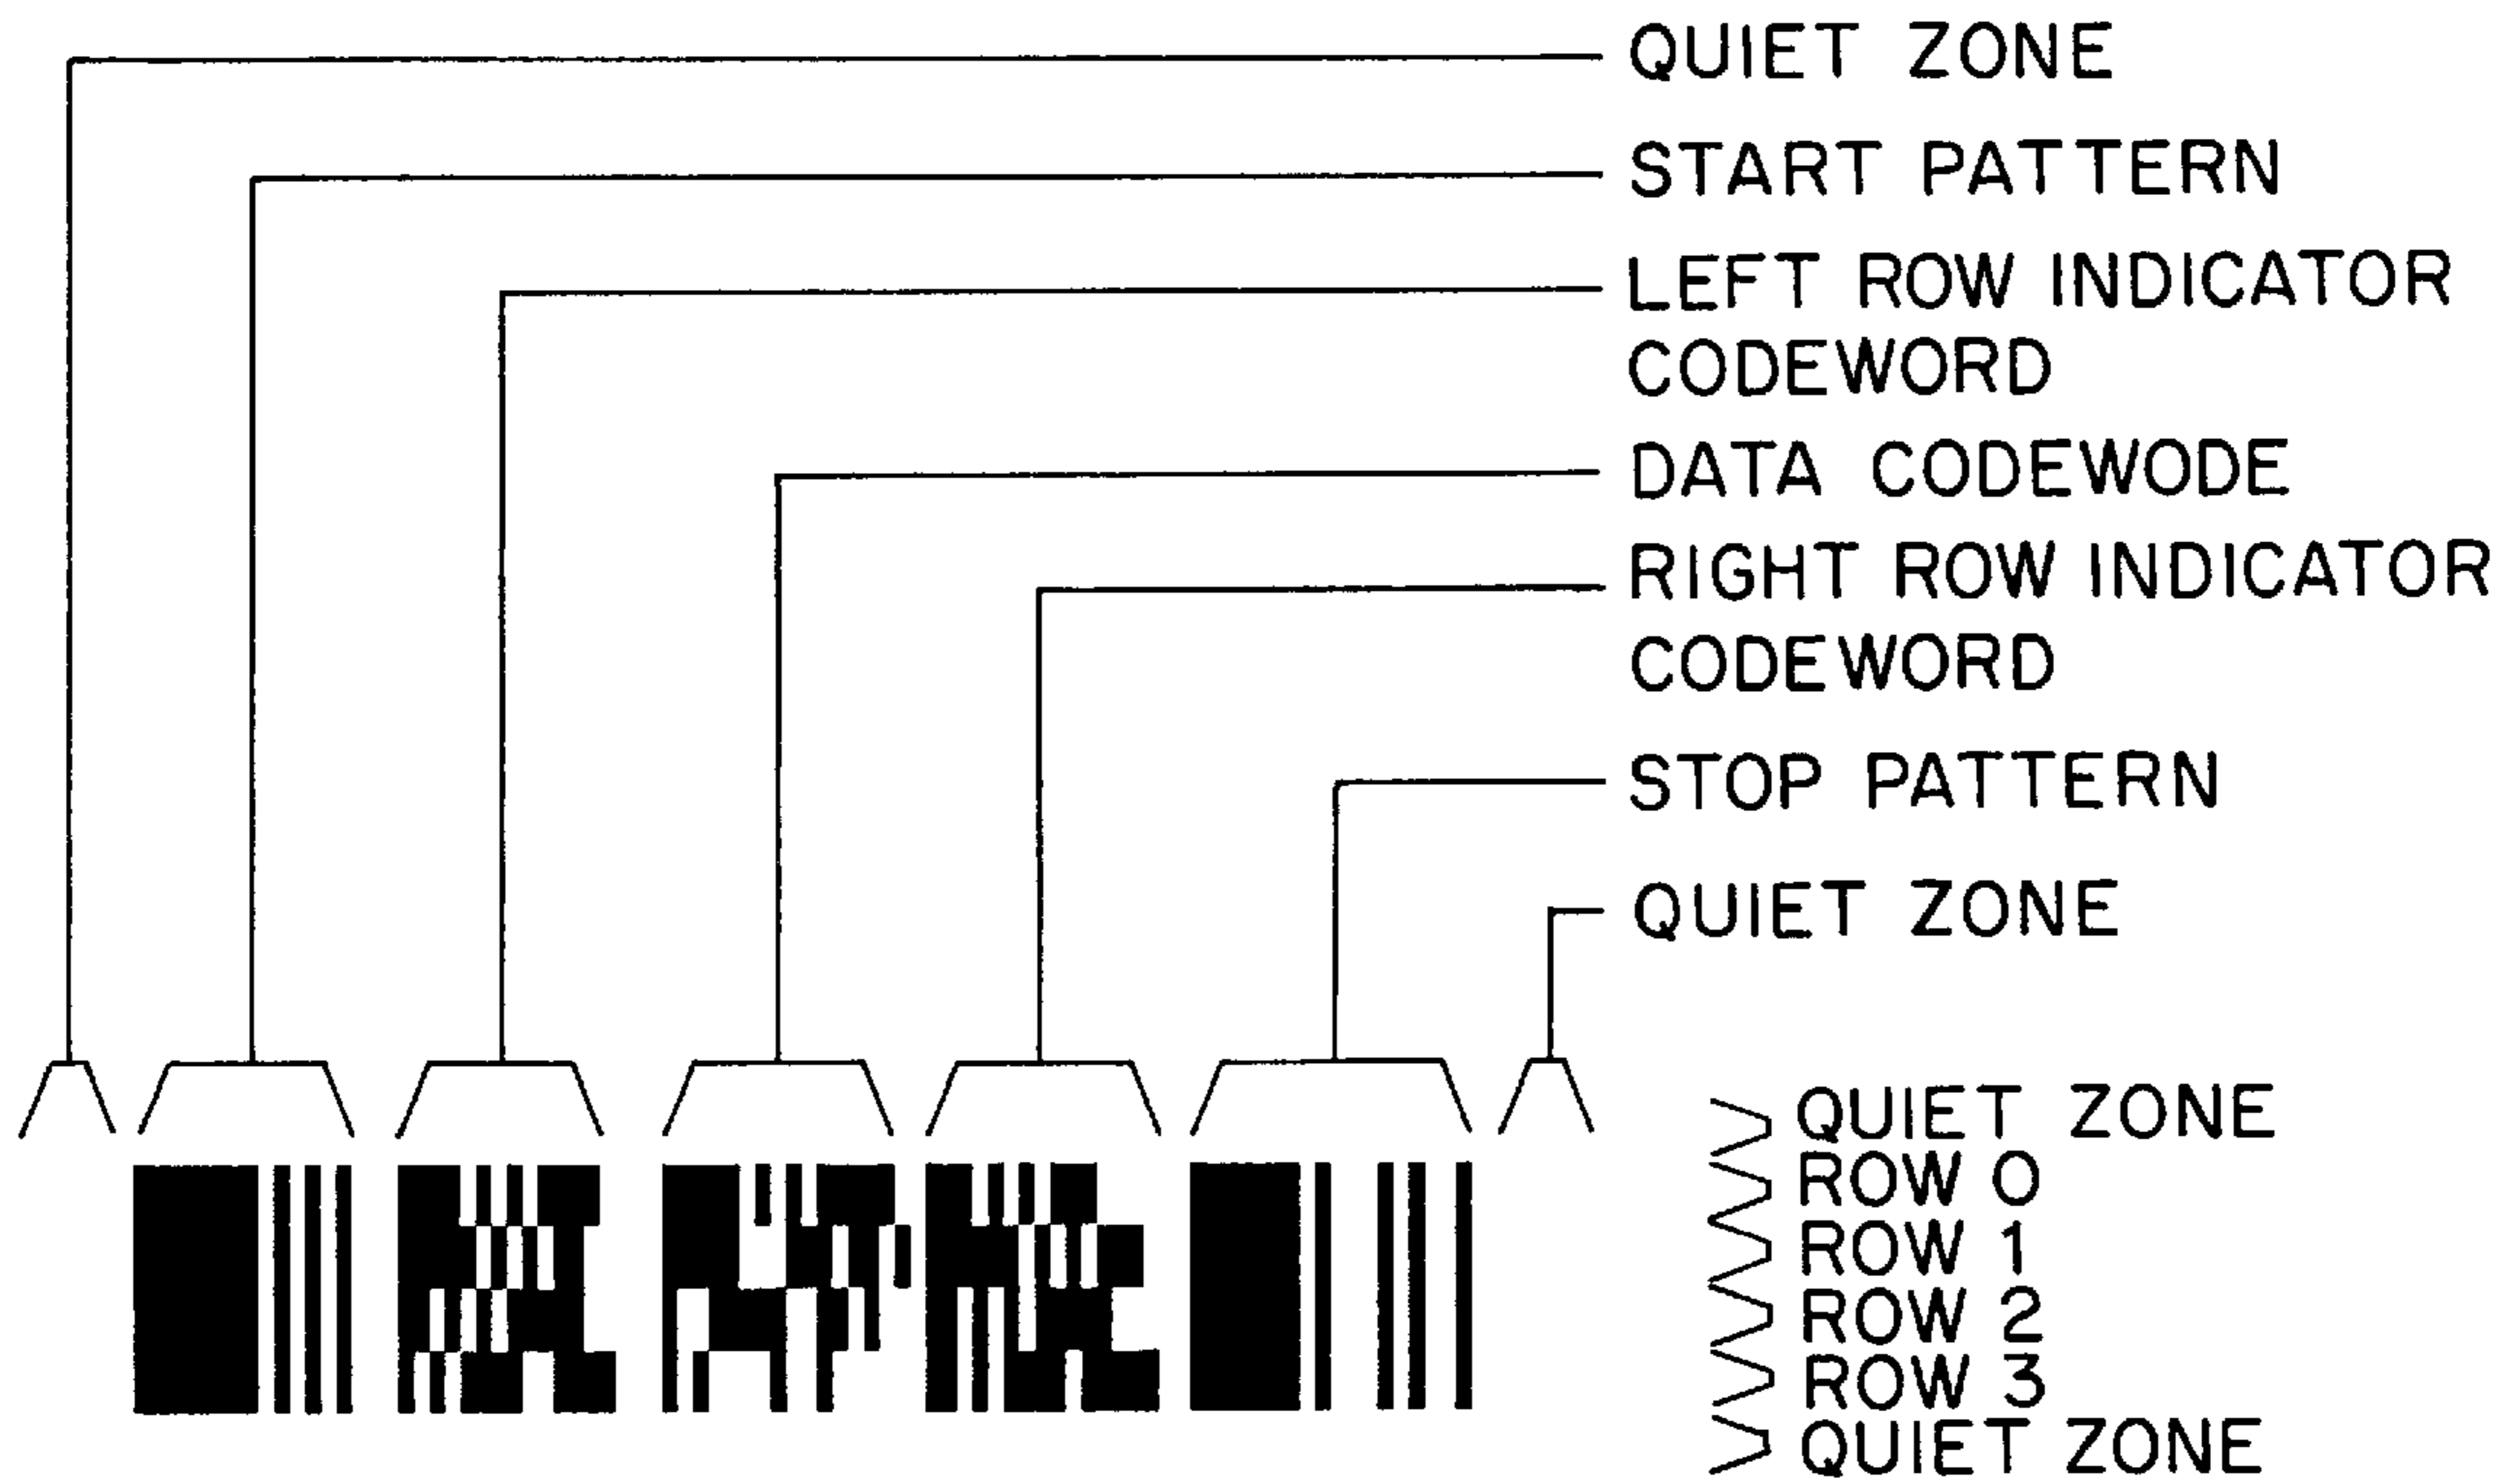 QUIET ZONE
START PATTERN
LEFT ROW INDICATOR
CODEWORD
DATA CODEWODE
RIGHT ROW INDICATOR
CODEWORD
STOP PATTERN
QUIET ZONE
QUIET ZONE
ROW 0
ROW 1
ROW 2
ROW 3
QUIET ZONE